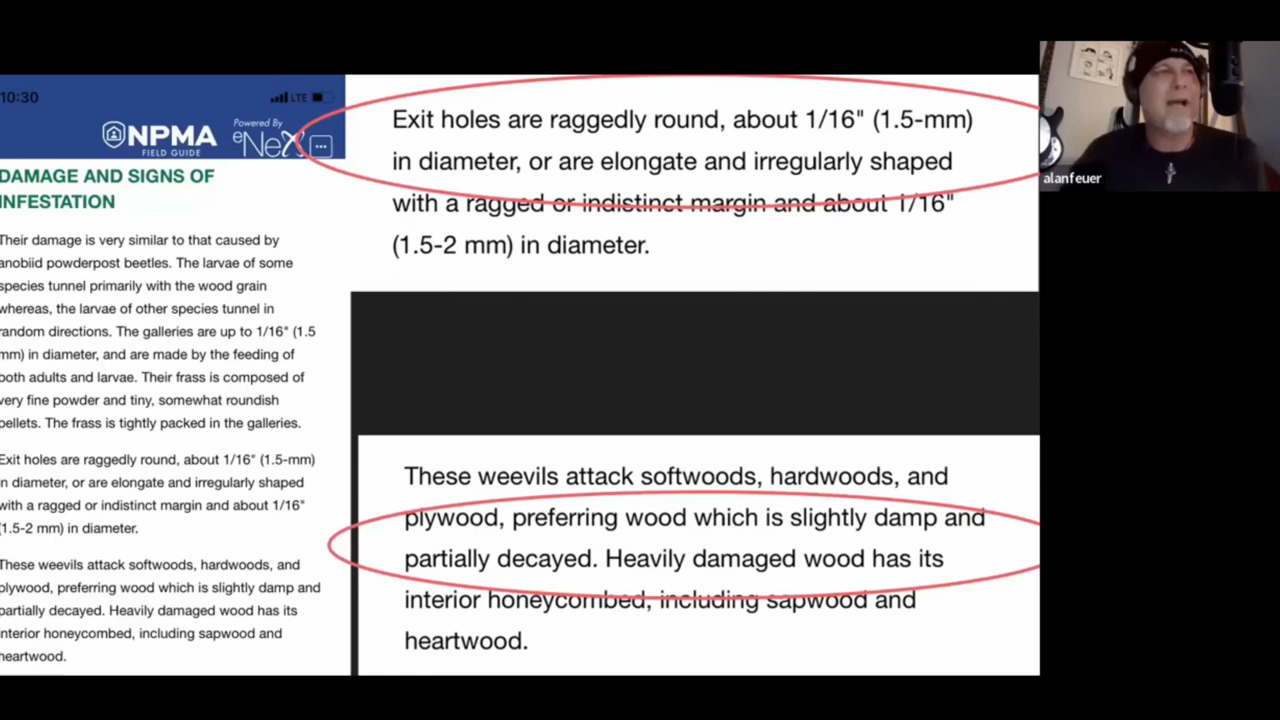 10:30
LTE
NPMA
FIELD GUIDE
Powered By
eNeX
DAMAGE AND SIGNS OF
INFESTATION
Their damage is very similar to that caused by
anobiid powderpost beetles. The larvae of some
species tunnel primarily with the wood grain
whereas, the larvae of other species tunnel in
random directions. The galleries are up to 1/16" (1.5
mm) in diameter, and are made by the feeding of
both adults and larvae. Their frass is composed of
very fine powder and tiny, somewhat roundish
pellets. The frass is tightly packed in the galleries.
Exit holes are raggedly round, about 1/16" (1.5-mm)
in diameter, or are elongate and irregularly shaped
with a ragged or indistinct margin and about 1/16"
(1.5-2 mm) in diameter.
These weevils attack softwoods, hardwoods, and
plywood, preferring wood which is slightly damp and
partially decayed. Heavily damaged wood has its
interior honeycombed, including sapwood and
heartwood.
Exit holes are raggedly round, about 1/16" (1.5-mm)
in diameter, or are elongate and irregularly shaped
with a ragged or indistinct margin and about 1/16"
(1.5-2 mm) in diameter.
These weevils attack softwoods, hardwoods, and
plywood, preferring wood which is slightly damp and
partially decayed. Heavily damaged wood has its
interior honeycombed, including sapwood and
heartwood.
alanfeuer